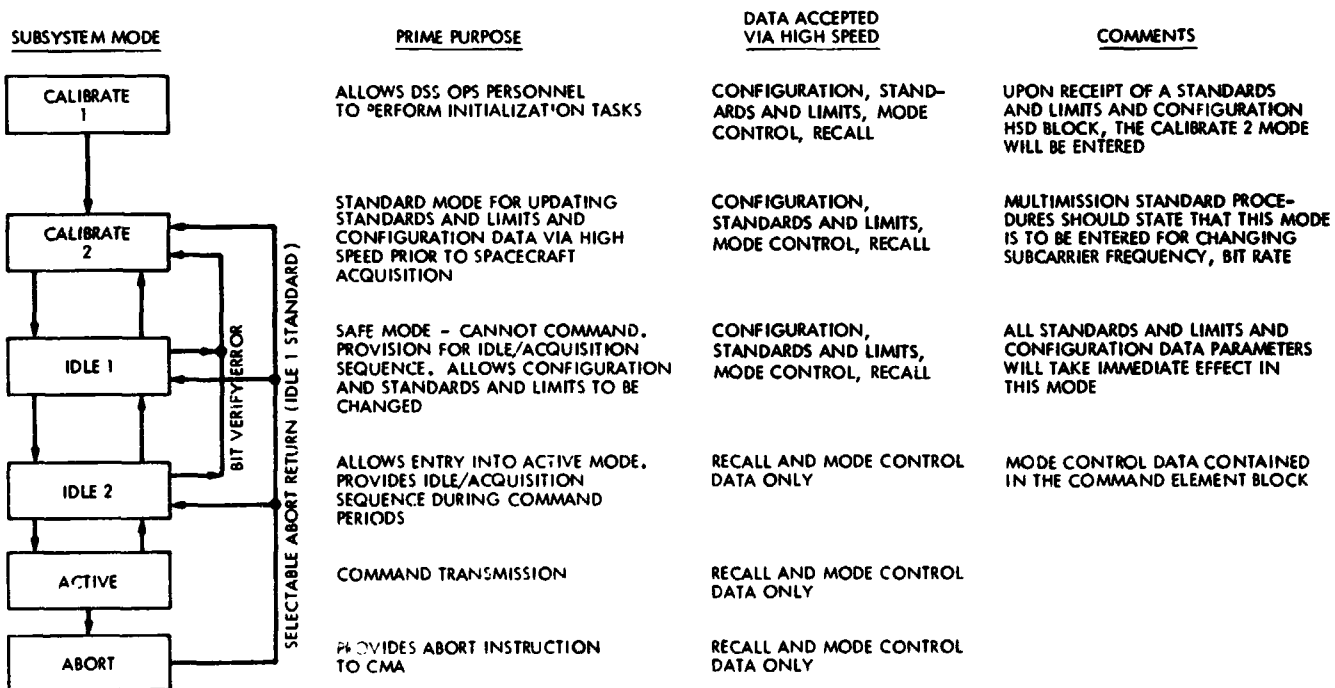 SUBSYSTEM MODE
PRIME PURPOSE
DATA ACCEPTED
VIA HIGH SPEED
COMMENTS
CALIBRATE
1
ALLOWS DSS OPS PERSONNEL
TO PERFORM INITIALIZATION TASKS
CONFIGURATION, STAND-
ARDS AND LIMITS, MODE
CONTROL, RECALL
UPON RECEIPT OF A STANDARDS
AND LIMITS AND CONFIGURATION
HSD BLOCK, THE CALIBRATE 2 MODE
WILL BE ENTERED
CALIBRATE
2
STANDARD MODE FOR UPDATING
STANDARDS AND LIMITS AND
CONFIGURATION DATA VIA HIGH
SPEED PRIOR TO SPACECRAFT
ACQUISITION
CONFIGURATION,
STANDARDS AND LIMITS,
MODE CONTROL, RECALL
MULTIMISSION STANDARD PROCE-
DURES SHOULD STATE THAT THIS MODE
IS TO BE ENTERED FOR CHANGING
SUBCARRIER FREQUENCY, BIT RATE
IDLE 1
SAFE MODE - CANNOT COMMAND.
PROVISION FOR IDLE/ACQUISITION
SEQUENCE. ALLOWS CONFIGURATION
AND STANDARDS AND LIMITS TO BE
CHANGED
CONFIGURATION,
STANDARDS AND LIMITS,
MODE CONTROL, RECALL
ALL STANDARDS AND LIMITS AND
CONFIGURATION DATA PARAMETERS
WILL TAKE IMMEDIATE EFFECT IN
THIS MODE
IDLE 2
ALLOWS ENTRY INTO ACTIVE MODE.
PROVIDES IDLE/ACQUISITION
SEQUENCE DURING COMMAND
PERIODS
RECALL AND MODE CONTROL
DATA ONLY
MODE CONTROL DATA CONTAINED
IN THE COMMAND ELEMENT BLOCK
ACTIVE
COMMAND TRANSMISSION
RECALL AND MODE CONTROL
DATA ONLY
ABORT
PROVIDES ABORT INSTRUCTION
TO CMA
RECALL AND MODE CONTROL
DATA ONLY
BIT VERIFY ERROR
SELECTABLE ABORT RETURN (IDLE 1 STANDARD)